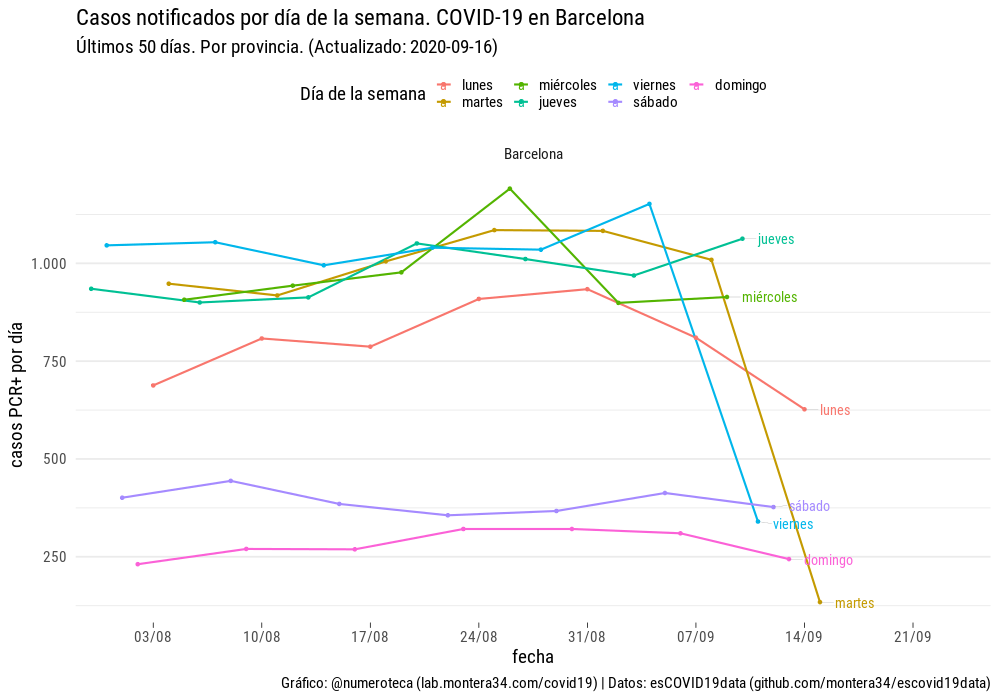 Casos notificados por día de la semana. COVID-19 en Barcelona
Últimos 50 días. Por provincia. (Actualizado: 2020-09-16)
Día de la semana
lunes
miércoles
viernes
domingo
martes
jueves
sábado
Barcelona
casos PCR+ por día
1.000
750
500
250
jueves
miércoles
lunes
sábado
viernes
domingo
martes
03/08
10/08
17/08
24/08
31/08
07/09
14/09
21/09
fecha
Gráfico: @numeroteca (lab.montera34.com/covid19) | Datos: esCOVID19data (github.com/montera34/escovid19data)